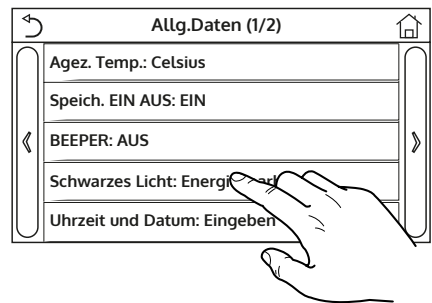 Allg.Daten (1/2)
Agez. Temp.: Celsius
Speich. EIN AUS: EIN
BEEPER: AUS
Schwarzes Licht:
Uhrzeit und Datum: Eingeben